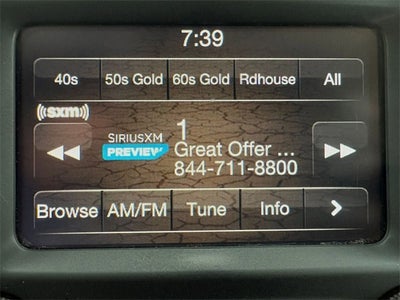 7:39
40s 50s Gold 60s Gold Rdhouse All
((sxm))
1
SIRIUSXM
PREVIEW
Great Offer ...
844-711-8800
Browse AM/FM Tune Info >